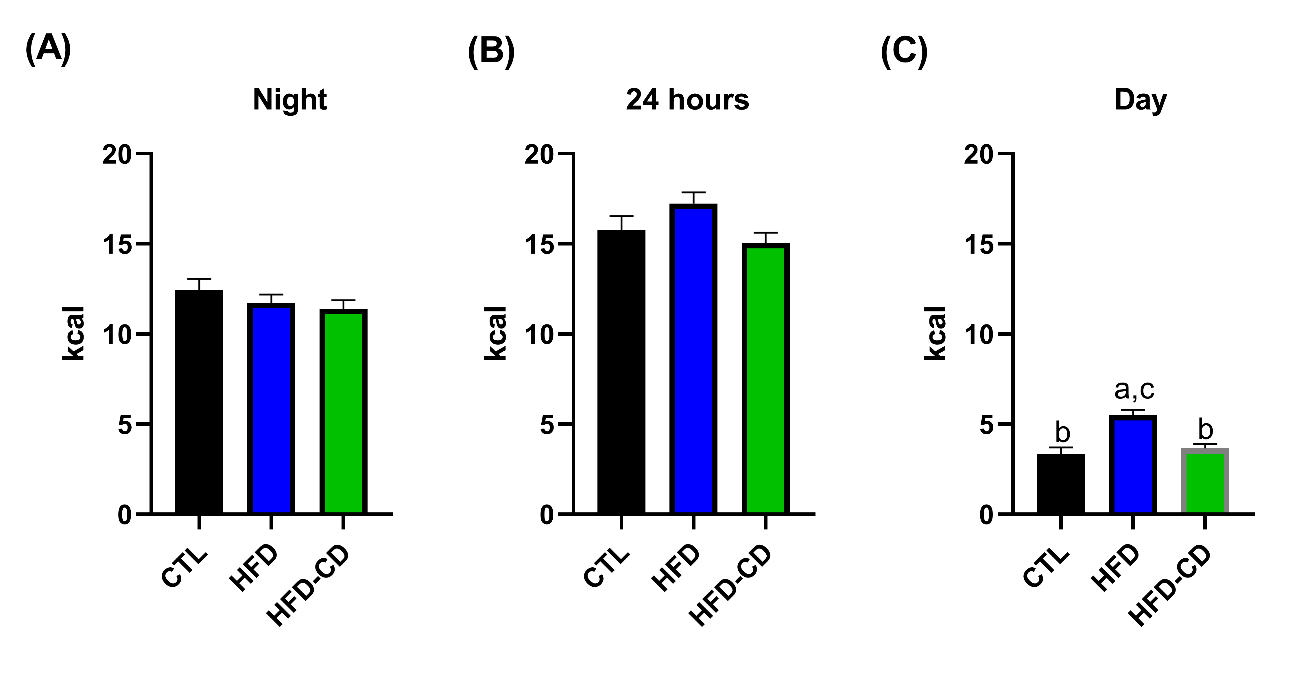 (A)
Night
kcal
20
15
10
5
0
CTL
HFD
HFD-CD
(B)
24 hours
kcal
20
15
10
5
0
CTL
HFD
HFD-CD
(C)
Day
kcal
20
15
10
5
0
b
a,c
b
CTL
HFD
HFD-CD